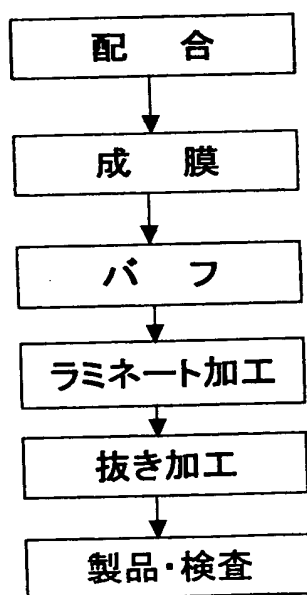 配　合
成　膜
バ　フ
ラミネート加工
抜き加工
製品・検査